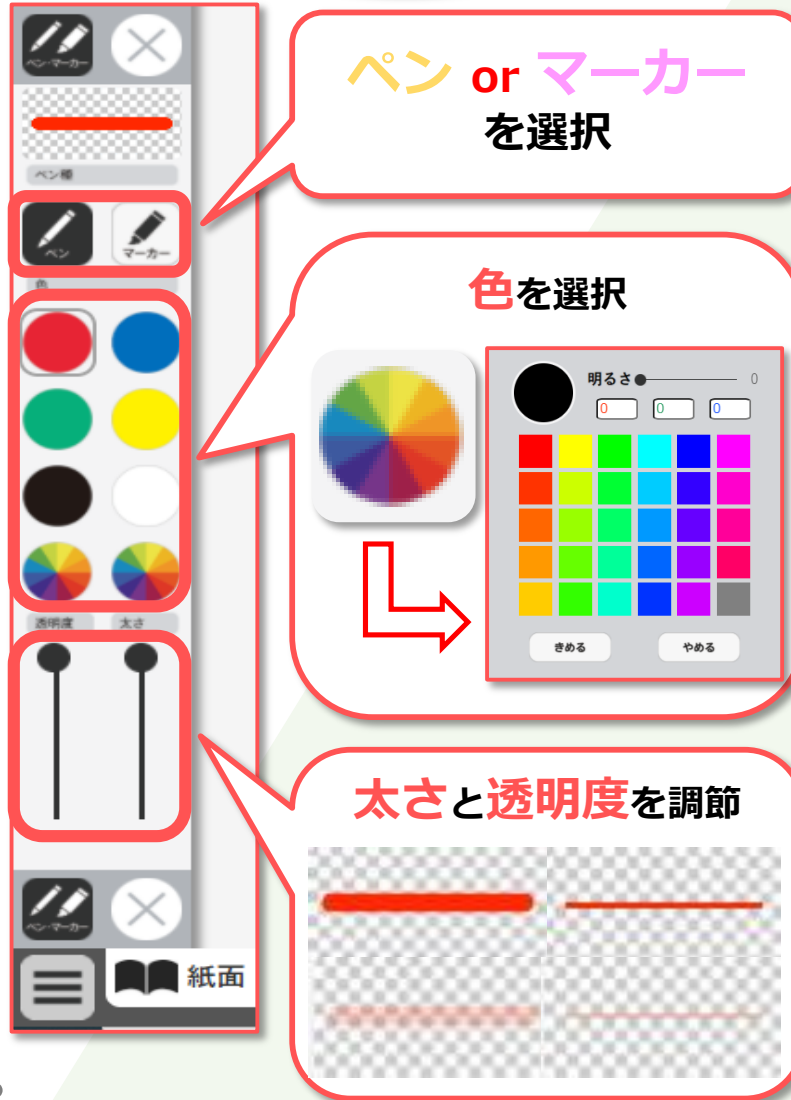 ペン・マーカー
ペン種
ペン
マーカー
色
透明度
太さ
ペン・マーカー
紙面
ペン or マーカー
を選択
色を選択
明るさ 0
0 0 0
きめる やめる
太さと透明度を調節